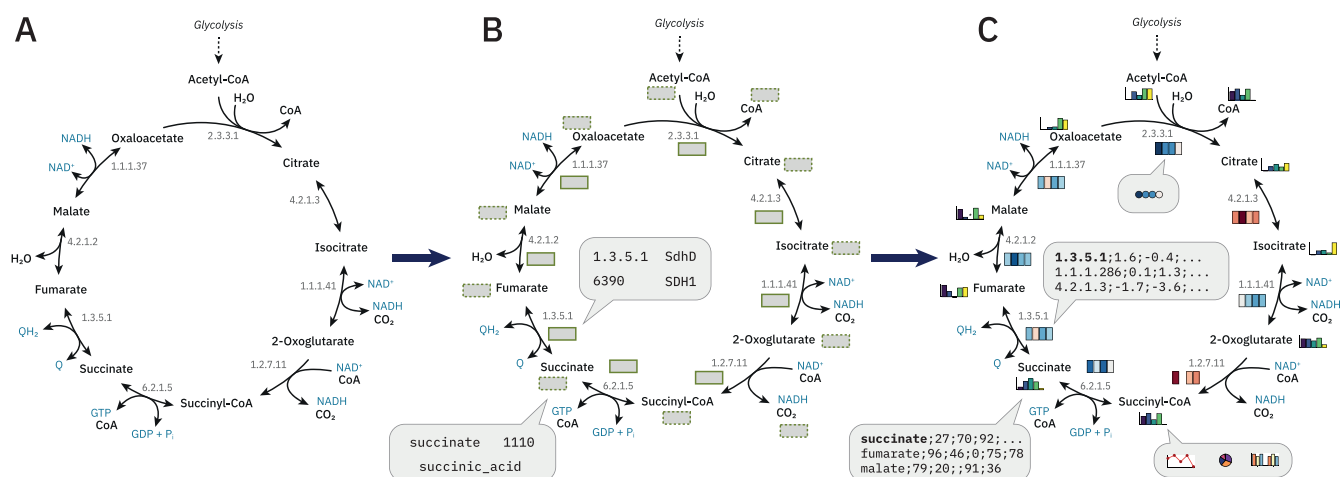 A
Glycolysis
Acetyl-CoA
H₂O
CoA
NADH
Oxaloacetate
2.3.3.1
NAD⁺
1.1.1.37
Citrate
4.2.1.3
Malate
4.2.1.2
H₂O
Isocitrate
Fumarate
1.1.1.41
NAD⁺
NADH
CO₂
1.3.5.1
QH₂
Q
2-Oxoglutarate
Succinate
1.2.7.11
NAD⁺
CoA
6.2.1.5
Succinyl-CoA
NADH
CO₂
GTP
CoA
GDP + Pᵢ
B
Glycolysis
Acetyl-CoA
H₂O
CoA
NADH
Oxaloacetate
2.3.3.1
NAD⁺
1.1.1.37
Citrate
4.2.1.3
Malate
4.2.1.2
H₂O
Isocitrate
1.3.5.1 SdhD
6390 SDH1
Fumarate
1.1.1.41
NAD⁺
NADH
CO₂
1.3.5.1
QH₂
Q
2-Oxoglutarate
Succinate
1.2.7.11
NAD⁺
CoA
6.2.1.5
Succinyl-CoA
NADH
CO₂
GTP
CoA
GDP + Pᵢ
succinate 1110
succinic_acid
C
Glycolysis
Acetyl-CoA
H₂O
CoA
NADH
Oxaloacetate
2.3.3.1
NAD⁺
1.1.1.37
Citrate
4.2.1.3
Malate
4.2.1.2
H₂O
Isocitrate
1.3.5.1;1.6;-0.4;...
1.1.1.286;0.1;1.3;...
4.2.1.3;-1.7;-3.6;...
Fumarate
1.1.1.41
NAD⁺
NADH
CO₂
1.3.5.1
QH₂
Q
2-Oxoglutarate
Succinate
1.2.7.11
NAD⁺
CoA
6.2.1.5
Succinyl-CoA
NADH
CO₂
GTP
CoA
GDP + Pᵢ
succinate;27;70;92;...
fumarate;96;46;0;75;78
malate;79;20;;91;36